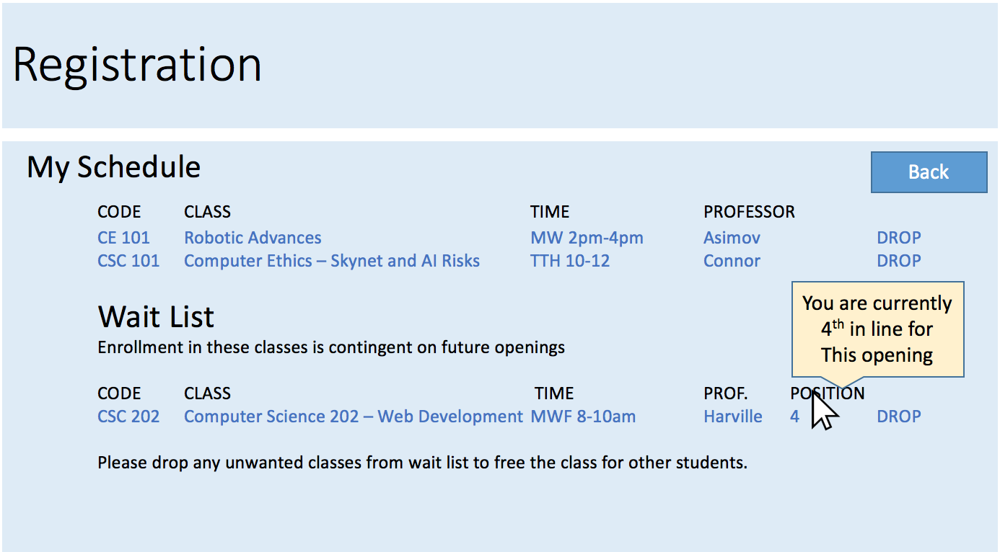 Registration
My Schedule
Back
CODE CLASS TIME PROFESSOR
CE 101 Robotic Advances MW 2pm-4pm Asimov DROP
CSC 101 Computer Ethics – Skynet and AI Risks TTH 10-12 Connor DROP
You are currently
4th in line for
This opening
Wait List
Enrollment in these classes is contingent on future openings
CODE CLASS TIME PROF. POSITION
CSC 202 Computer Science 202 – Web Development MWF 8-10am Harville 4 DROP
Please drop any unwanted classes from wait list to free the class for other students.